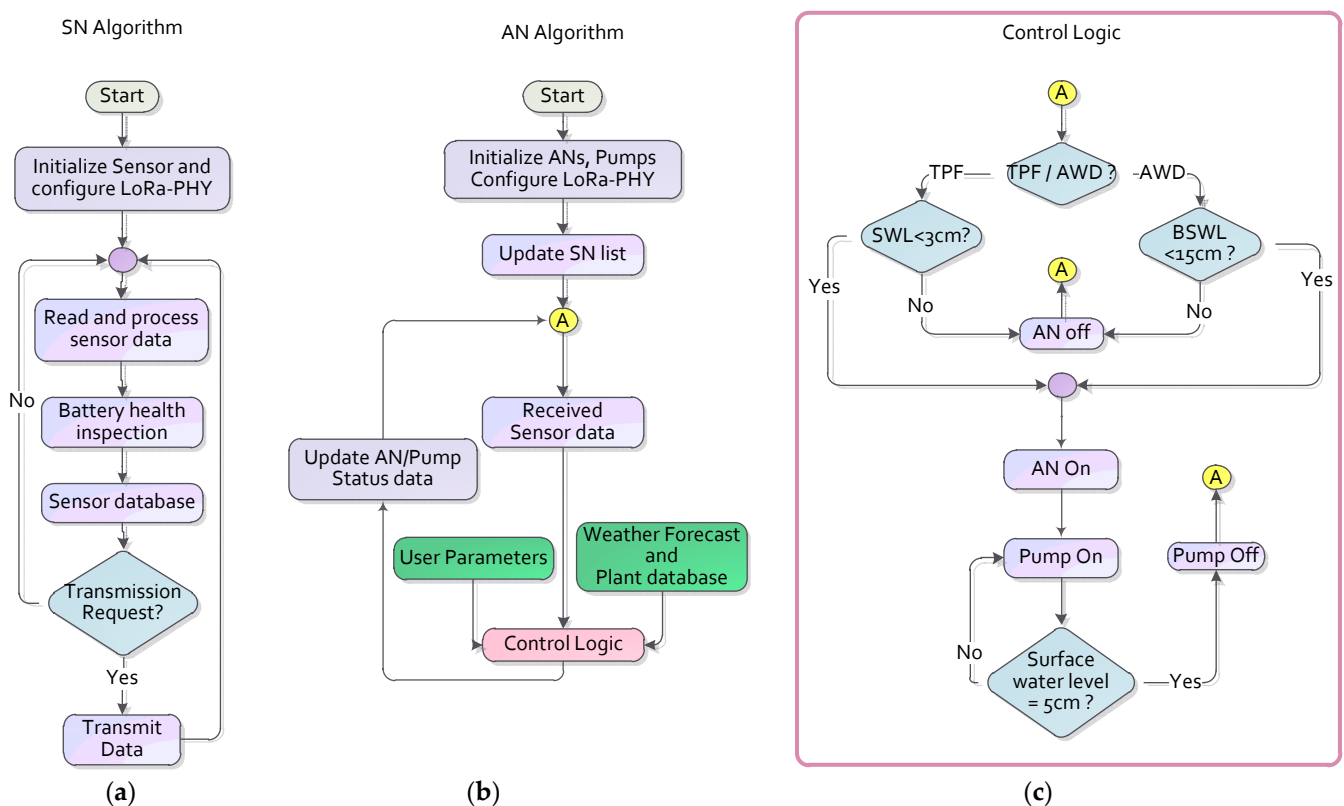 SN Algorithm
Start
Initialize Sensor and
configure LoRa-PHY
Read and process
sensor data
No
Battery health
inspection
Sensor database
Transmission
Request?
Yes
Transmit
Data
(a)
AN Algorithm
Start
Initialize ANs, Pumps
Configure LoRa-PHY
Update SN list
A
Received
Sensor data
Update AN/Pump
Status data
User Parameters
Weather Forecast
and
Plant database
Control Logic
(b)
Control Logic
A
TPF
TPF / AWD ?
AWD
SWL<3cm?
BSWL
<15cm ?
A
Yes
No
AN off
No
Yes
AN On
A
Pump On
Pump Off
No
Surface
water level
= 5cm ?
Yes
(c)